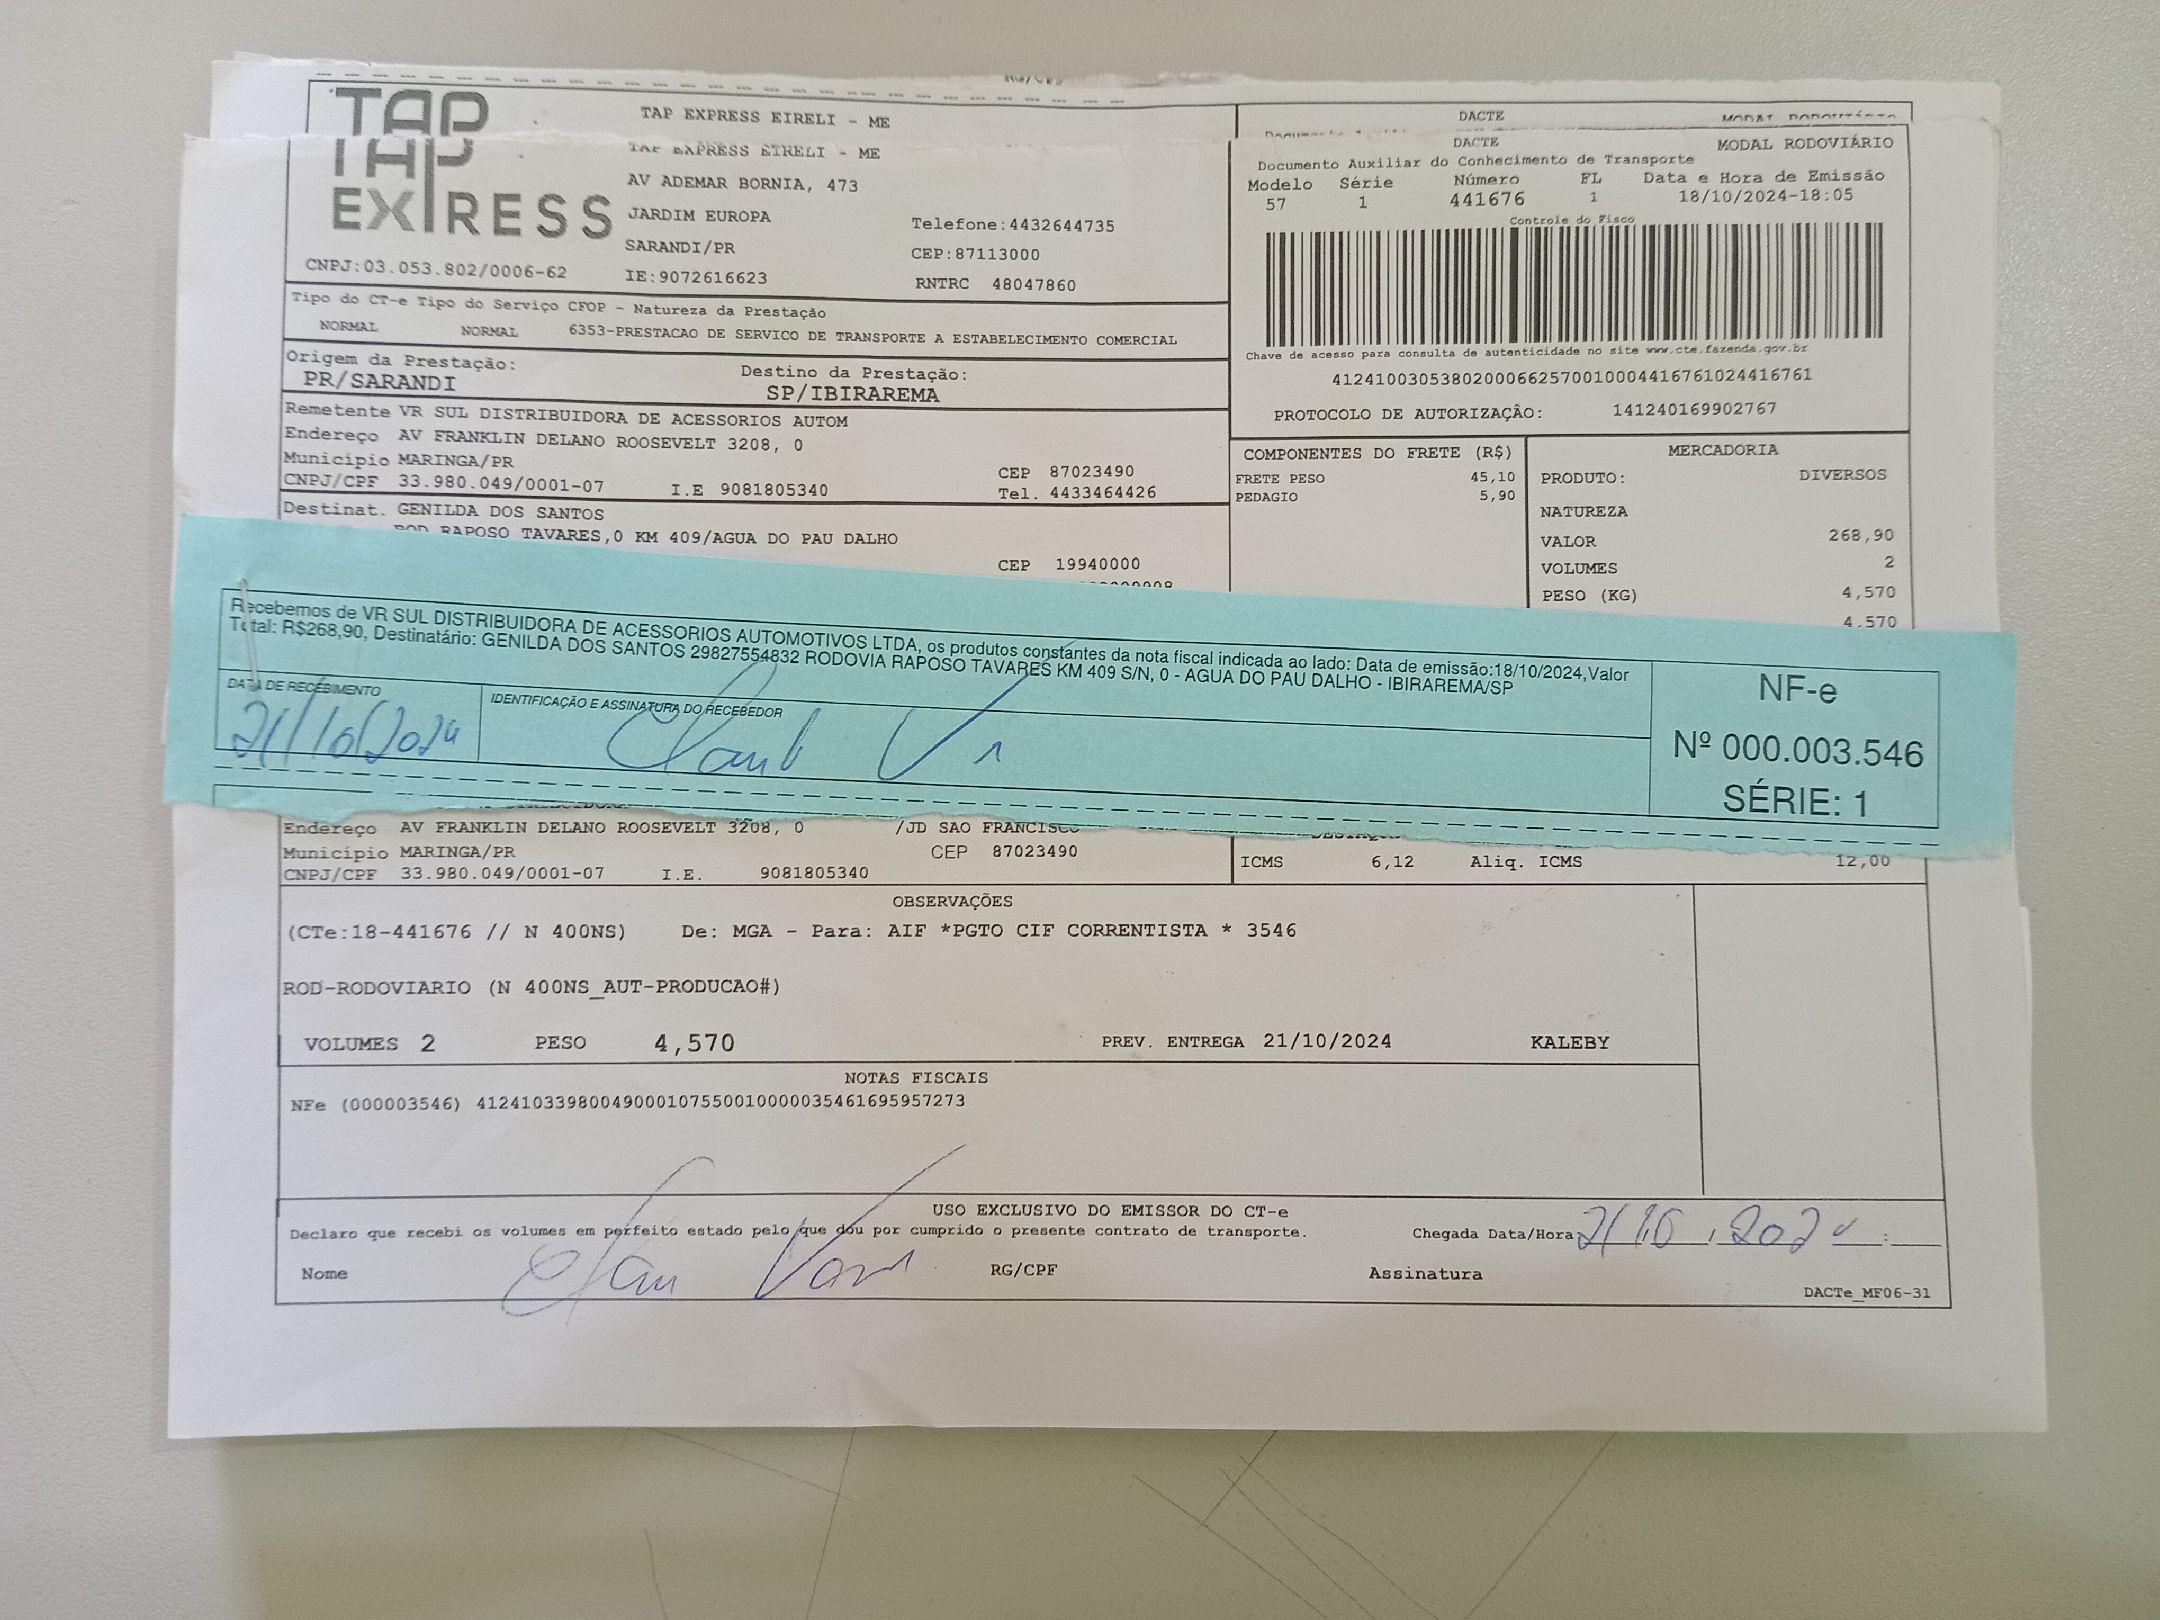 TAP EXPRESS EIRELI - ME
DACTE
TAP
TAP EXPRESS
TAP EXPRESS EIRELI - ME
AV ADEMAR BORNIA, 473
JARDIM EUROPA Telefone:4432644735
SARANDI/PR CEP:87113000
CNPJ:03.053.802/0006-62 IE:9072616623 RNTRC 48047860
DACTE MODAL RODOVIÁRIO
Documento Auxiliar do Conhecimento de Transporte
Modelo Série Número FL Data e Hora de Emissão
57 1 441676 1 18/10/2024-18:05
Controle do Fisco
Chave de acesso para consulta de autenticidade no site www.cte.fazenda.gov.br
41241003053802000662570010004416761024416761
PROTOCOLO DE AUTORIZAÇÃO: 141240169902767
Tipo do CT-e Tipo do Serviço CFOP - Natureza da Prestação
NORMAL NORMAL 6353-PRESTACAO DE SERVICO DE TRANSPORTE A ESTABELECIMENTO COMERCIAL
Origem da Prestação: Destino da Prestação:
PR/SARANDI SP/IBIRAREMA
Remetente VR SUL DISTRIBUIDORA DE ACESSORIOS AUTOM
Endereço AV FRANKLIN DELANO ROOSEVELT 3208, 0
Município MARINGA/PR CEP 87023490
CNPJ/CPF 33.980.049/0001-07 I.E 9081805340 Tel. 4433464426
Destinat. GENILDA DOS SANTOS
ROD RAPOSO TAVARES,0 KM 409/AGUA DO PAU DALHO
CEP 19940000
COMPONENTES DO FRETE (R$)
FRETE PESO 45,10
PEDAGIO 5,90
MERCADORIA
PRODUTO: DIVERSOS
NATUREZA
VALOR 268,90
VOLUMES 2
PESO (KG) 4,570
4,570
Recebemos de VR SUL DISTRIBUIDORA DE ACESSORIOS AUTOMOTIVOS LTDA, os produtos constantes da nota fiscal indicada ao lado: Data de emissão:18/10/2024,Valor
Total: R$268,90, Destinatário: GENILDA DOS SANTOS 29827554832 RODOVIA RAPOSO TAVARES KM 409 S/N, 0 - AGUA DO PAU DALHO - IBIRAREMA/SP
DATA DE RECEBIMENTO IDENTIFICAÇÃO E ASSINATURA DO RECEBEDOR
21/10/2024
NF-e
Nº 000.003.546
SÉRIE: 1
Endereço AV FRANKLIN DELANO ROOSEVELT 3208, 0 /JD SAO FRANCISCO
Município MARINGA/PR CEP 87023490
CNPJ/CPF 33.980.049/0001-07 I.E. 9081805340
ICMS 6,12 Aliq. ICMS 12,00
OBSERVAÇÕES
(CTe:18-441676 // N 400NS) De: MGA - Para: AIF *PGTO CIF CORRENTISTA * 3546
ROD-RODOVIARIO (N 400NS_AUT-PRODUCAO#)
VOLUMES 2 PESO 4,570 PREV. ENTREGA 21/10/2024 KALEBY
NOTAS FISCAIS
NFe (000003546) 41241033980049000107550010000035461695957273
USO EXCLUSIVO DO EMISSOR DO CT-e
Declaro que recebi os volumes em perfeito estado pelo que dou por cumprido o presente contrato de transporte. Chegada Data/Hora: 21/10/2024
Nome RG/CPF Assinatura
DACTe_MF06-31